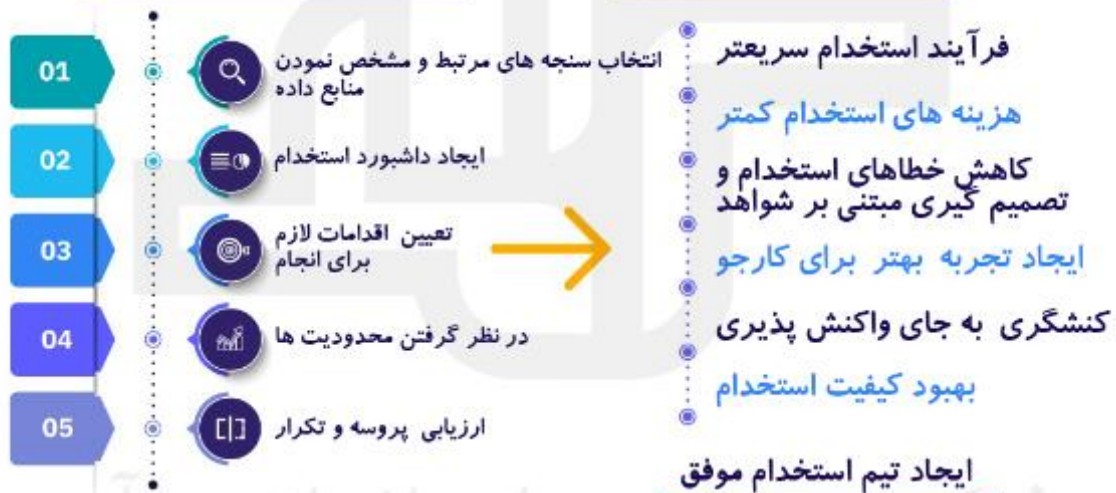 01
انتخاب سنجه های مرتبط و مشخص نمودن
منابع داده
02
ایجاد داشبورد استخدام
03
تعیین اقدامات لازم
برای انجام
04
در نظر گرفتن محدودیت ها
05
ارزیابی پروسه و تکرار
فرآیند استخدام سریعتر
هزینه های استخدام کمتر
کاهش خطاهای استخدام و
تصمیم گیری مبتنی بر شواهد
ایجاد تجربه بهتر برای کارجو
کنشگری به جای واکنش پذیری
بهبود کیفیت استخدام
ایجاد تیم استخدام موفق